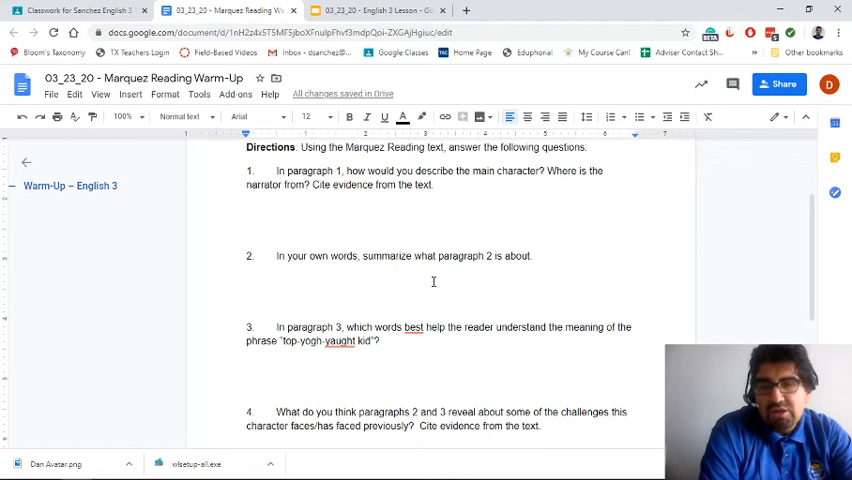 Classwork for Sanchez English 3
03_23_20 - Marquez Reading Wa
03_23_20 - English 3 Lesson - Go
docs.google.com/document/d/1nH2z4xST5MF5jboXFnuIpVf3mdpQoi-ZXGAjHgiuc/edit
Bloom's Taxonomy
TX Teachers Login
Field-Based Videos
Inbox - dsanchez@...
Google Classes
Home Page
Eduphoria!
My Course Can!
Adviser Contact Sh...
Other bookmarks
03_23_20 - Marquez Reading Warm-Up
Share
D
File Edit View Insert Format Tools Add-ons Help All changes saved in Drive
100% Normal text Arial 12 B I U A
Warm-Up – English 3
Directions: Using the Marquez Reading text, answer the following questions:
1. In paragraph 1, how would you describe the main character? Where is the
narrator from? Cite evidence from the text.
2. In your own words, summarize what paragraph 2 is about.
3. In paragraph 3, which words best help the reader understand the meaning of the
phrase "top-yogh-yaught kid"?
4. What do you think paragraphs 2 and 3 reveal about some of the challenges this
character faces/has faced previously? Cite evidence from the text.
Dan Avatar.png
wlsetup-all.exe